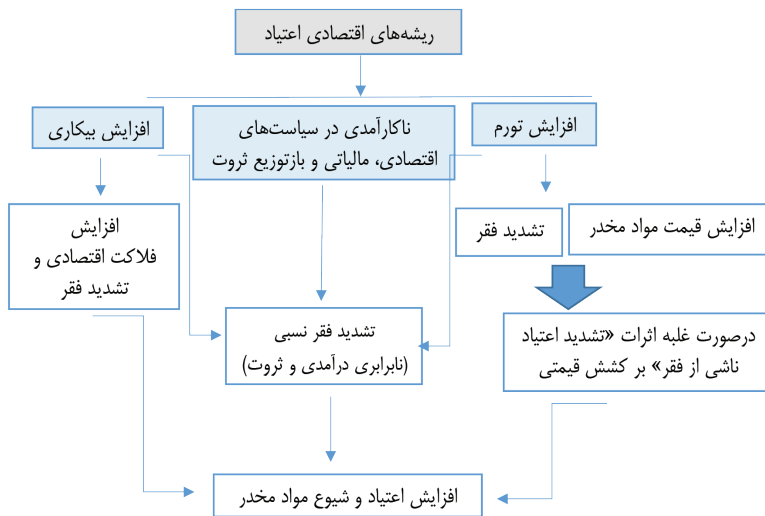 ریشه‌های اقتصادی اعتیاد
افزایش تورم
ناکارآمدی در سیاست‌های
اقتصادی، مالیاتی و بازتوزیع ثروت
افزایش بیکاری
افزایش قیمت مواد مخدر
تشدید فقر
افزایش
فلاکت اقتصادی و
تشدید فقر
درصورت غلبه اثرات «تشدید اعتیاد
ناشی از فقر» بر کشش قیمتی
تشدید فقر نسبی
(نابرابری درآمدی و ثروت)
افزایش اعتیاد و شیوع مواد مخدر